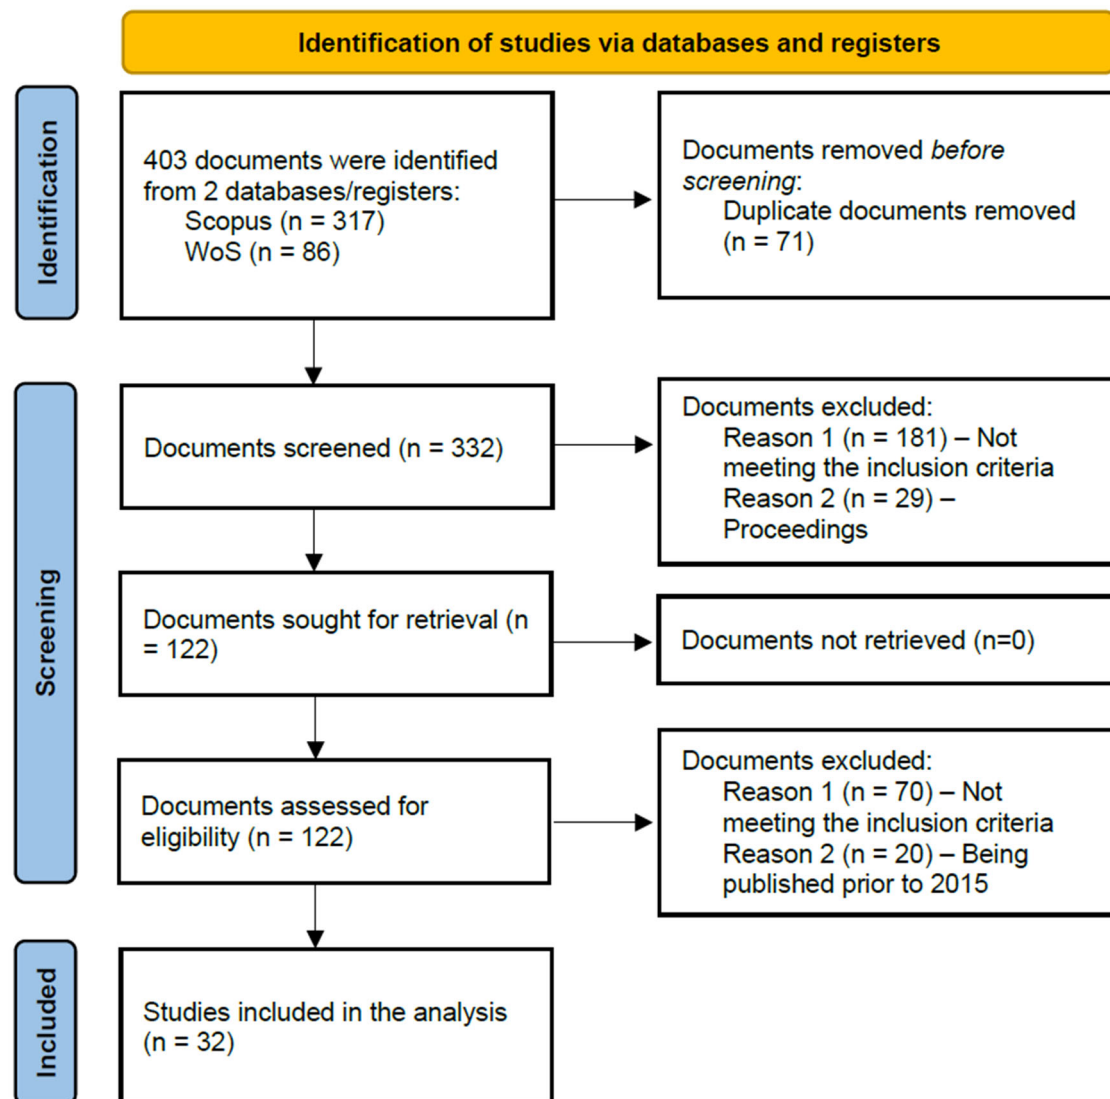 Identification of studies via databases and registers
Identification
403 documents were identified
from 2 databases/registers:
Scopus (n = 317)
WoS (n = 86)
Documents removed before
screening:
Duplicate documents removed
(n = 71)
Screening
Documents screened (n = 332)
Documents excluded:
Reason 1 (n = 181) – Not
meeting the inclusion criteria
Reason 2 (n = 29) –
Proceedings
Documents sought for retrieval (n
= 122)
Documents not retrieved (n=0)
Documents assessed for
eligibility (n = 122)
Documents excluded:
Reason 1 (n = 70) – Not
meeting the inclusion criteria
Reason 2 (n = 20) – Being
published prior to 2015
Included
Studies included in the analysis
(n = 32)